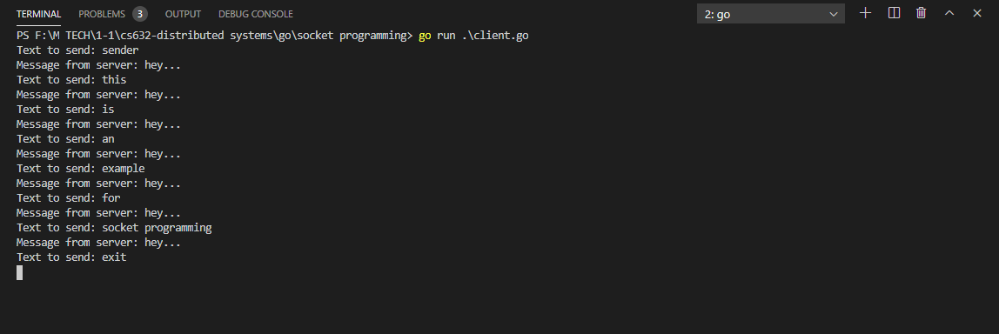 TERMINAL PROBLEMS 3 OUTPUT DEBUG CONSOLE 2: go
PS F:\M TECH\1-1\cs632-distributed systems\go\socket programming> go run .\client.go
Text to send: sender
Message from server: hey...
Text to send: this
Message from server: hey...
Text to send: is
Message from server: hey...
Text to send: an
Message from server: hey...
Text to send: example
Message from server: hey...
Text to send: for
Message from server: hey...
Text to send: socket programming
Message from server: hey...
Text to send: exit